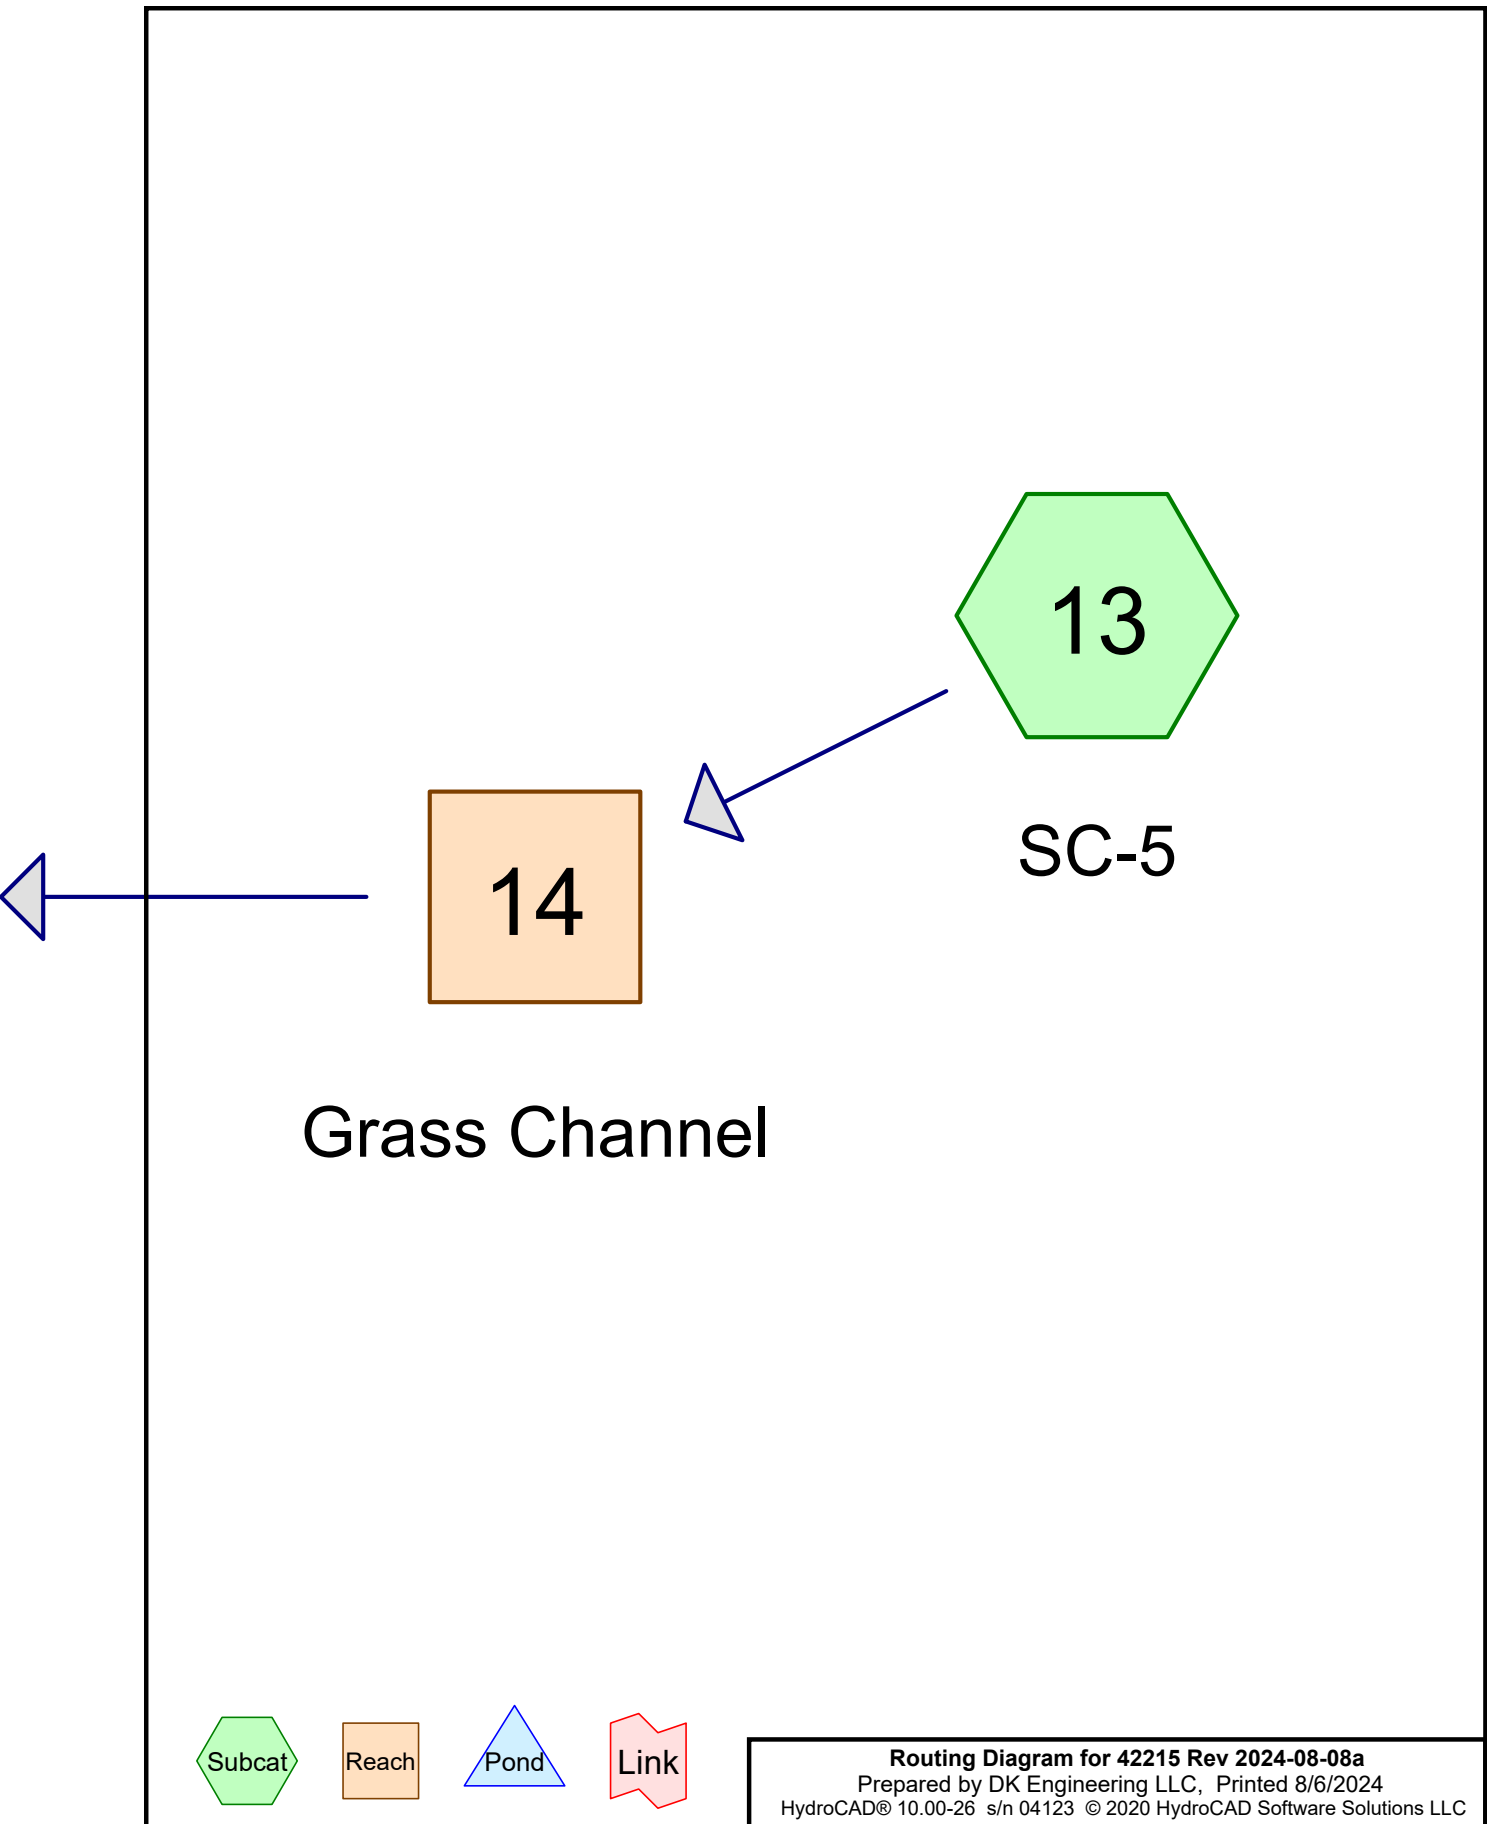 13
SC-5
14
Grass Channel
Subcat
Reach
Pond
Link
Routing Diagram for 42215 Rev 2024-08-08a
Prepared by DK Engineering LLC, Printed 8/6/2024
HydroCAD® 10.00-26 s/n 04123 © 2020 HydroCAD Software Solutions LLC